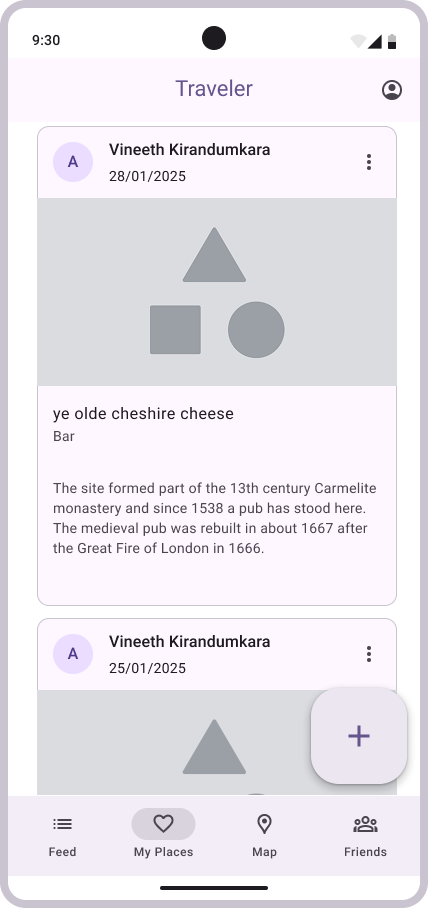 9:30
Traveler
A
Vineeth Kirandumkara
28/01/2025
ye olde cheshire cheese
Bar
The site formed part of the 13th century Carmelite
monastery and since 1538 a pub has stood here.
The medieval pub was rebuilt in about 1667 after
the Great Fire of London in 1666.
A
Vineeth Kirandumkara
25/01/2025
Feed
My Places
Map
Friends